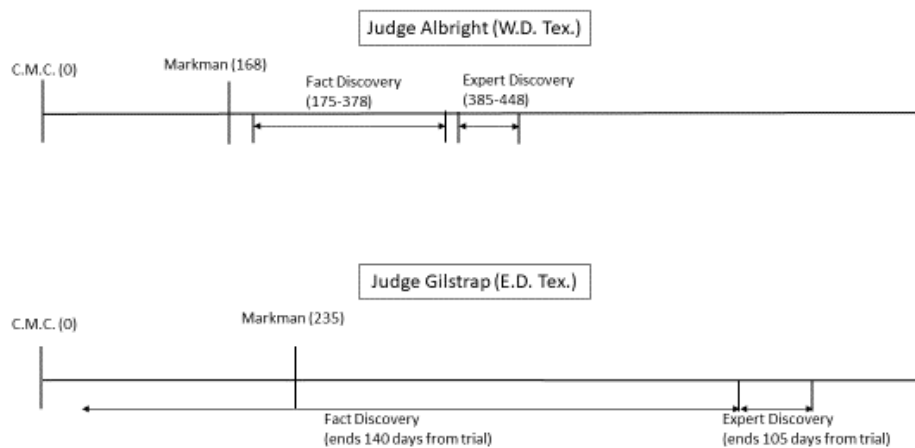 Judge Albright (W.D. Tex.)
C.M.C. (0)
Markman (168)
Fact Discovery
(175-378)
Expert Discovery
(385-448)
Judge Gilstrap (E.D. Tex.)
C.M.C. (0)
Markman (235)
Fact Discovery
(ends 140 days from trial)
Expert Discovery
(ends 105 days from trial)